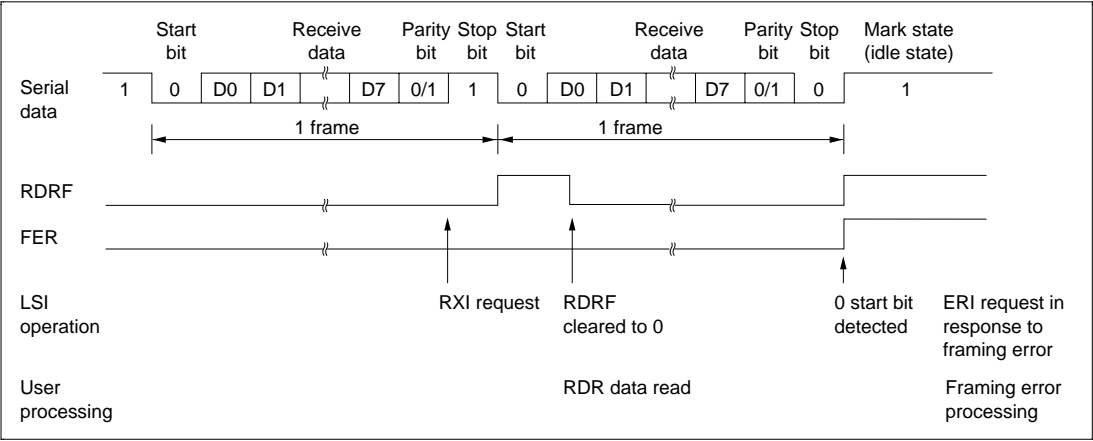 Start bit
Receive data
Parity bit
Stop bit
Start bit
Receive data
Parity bit
Stop bit
Mark state (idle state)
Serial data
1 0 D0 D1 D7 0/1 1 0 D0 D1 D7 0/1 0 1
1 frame 1 frame
RDRF
FER
LSI operation
RXI request
RDRF cleared to 0
0 start bit detected
ERI request in response to framing error
User processing
RDR data read
Framing error processing